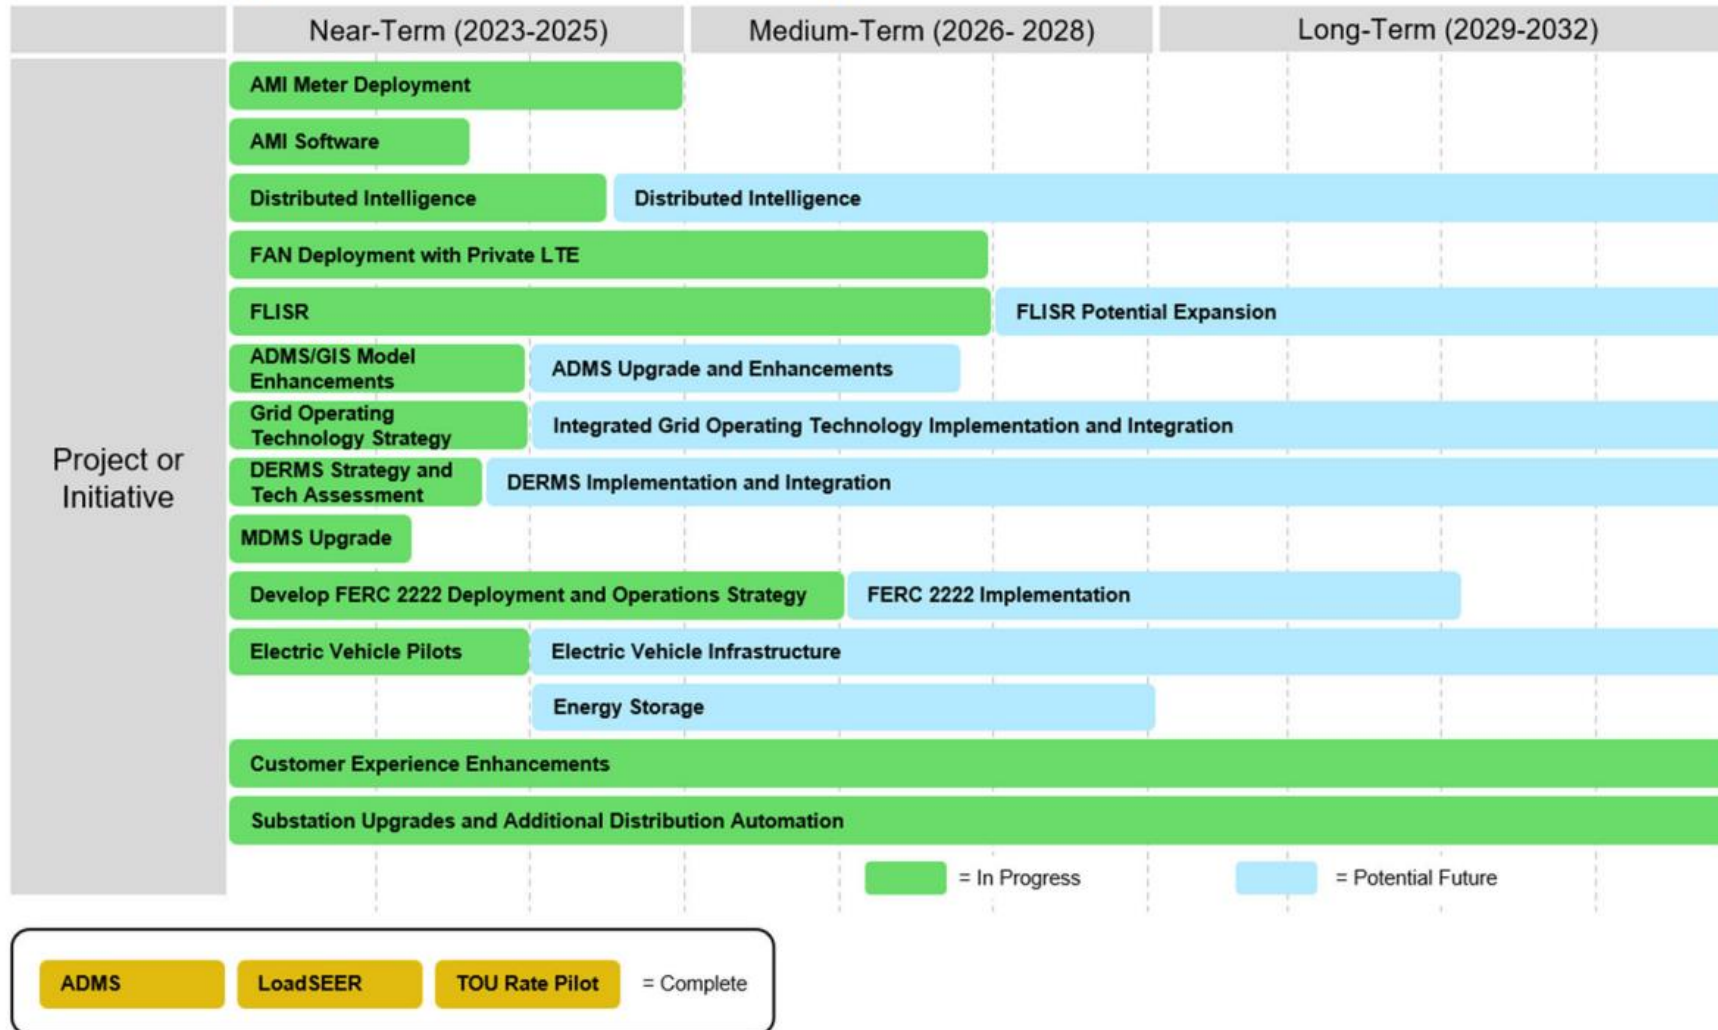 Near-Term (2023-2025)
Medium-Term (2026- 2028)
Long-Term (2029-2032)
Project or
Initiative
AMI Meter Deployment
AMI Software
Distributed Intelligence
Distributed Intelligence
FAN Deployment with Private LTE
FLISR
FLISR Potential Expansion
ADMS/GIS Model
Enhancements
ADMS Upgrade and Enhancements
Grid Operating
Technology Strategy
Integrated Grid Operating Technology Implementation and Integration
DERMS Strategy and
Tech Assessment
DERMS Implementation and Integration
MDMS Upgrade
Develop FERC 2222 Deployment and Operations Strategy
FERC 2222 Implementation
Electric Vehicle Pilots
Electric Vehicle Infrastructure
Energy Storage
Customer Experience Enhancements
Substation Upgrades and Additional Distribution Automation
= In Progress
= Potential Future
ADMS
LoadSEER
TOU Rate Pilot
= Complete